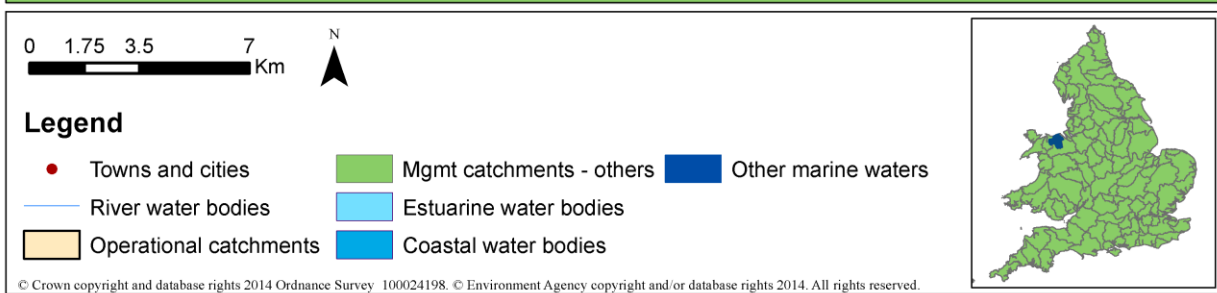 0 1.75 3.5 7
Km
N
Legend
Towns and cities
Mgmt catchments - others
Other marine waters
River water bodies
Estuarine water bodies
Operational catchments
Coastal water bodies
© Crown copyright and database rights 2014 Ordnance Survey 100024198. © Environment Agency copyright and/or database rights 2014. All rights reserved.